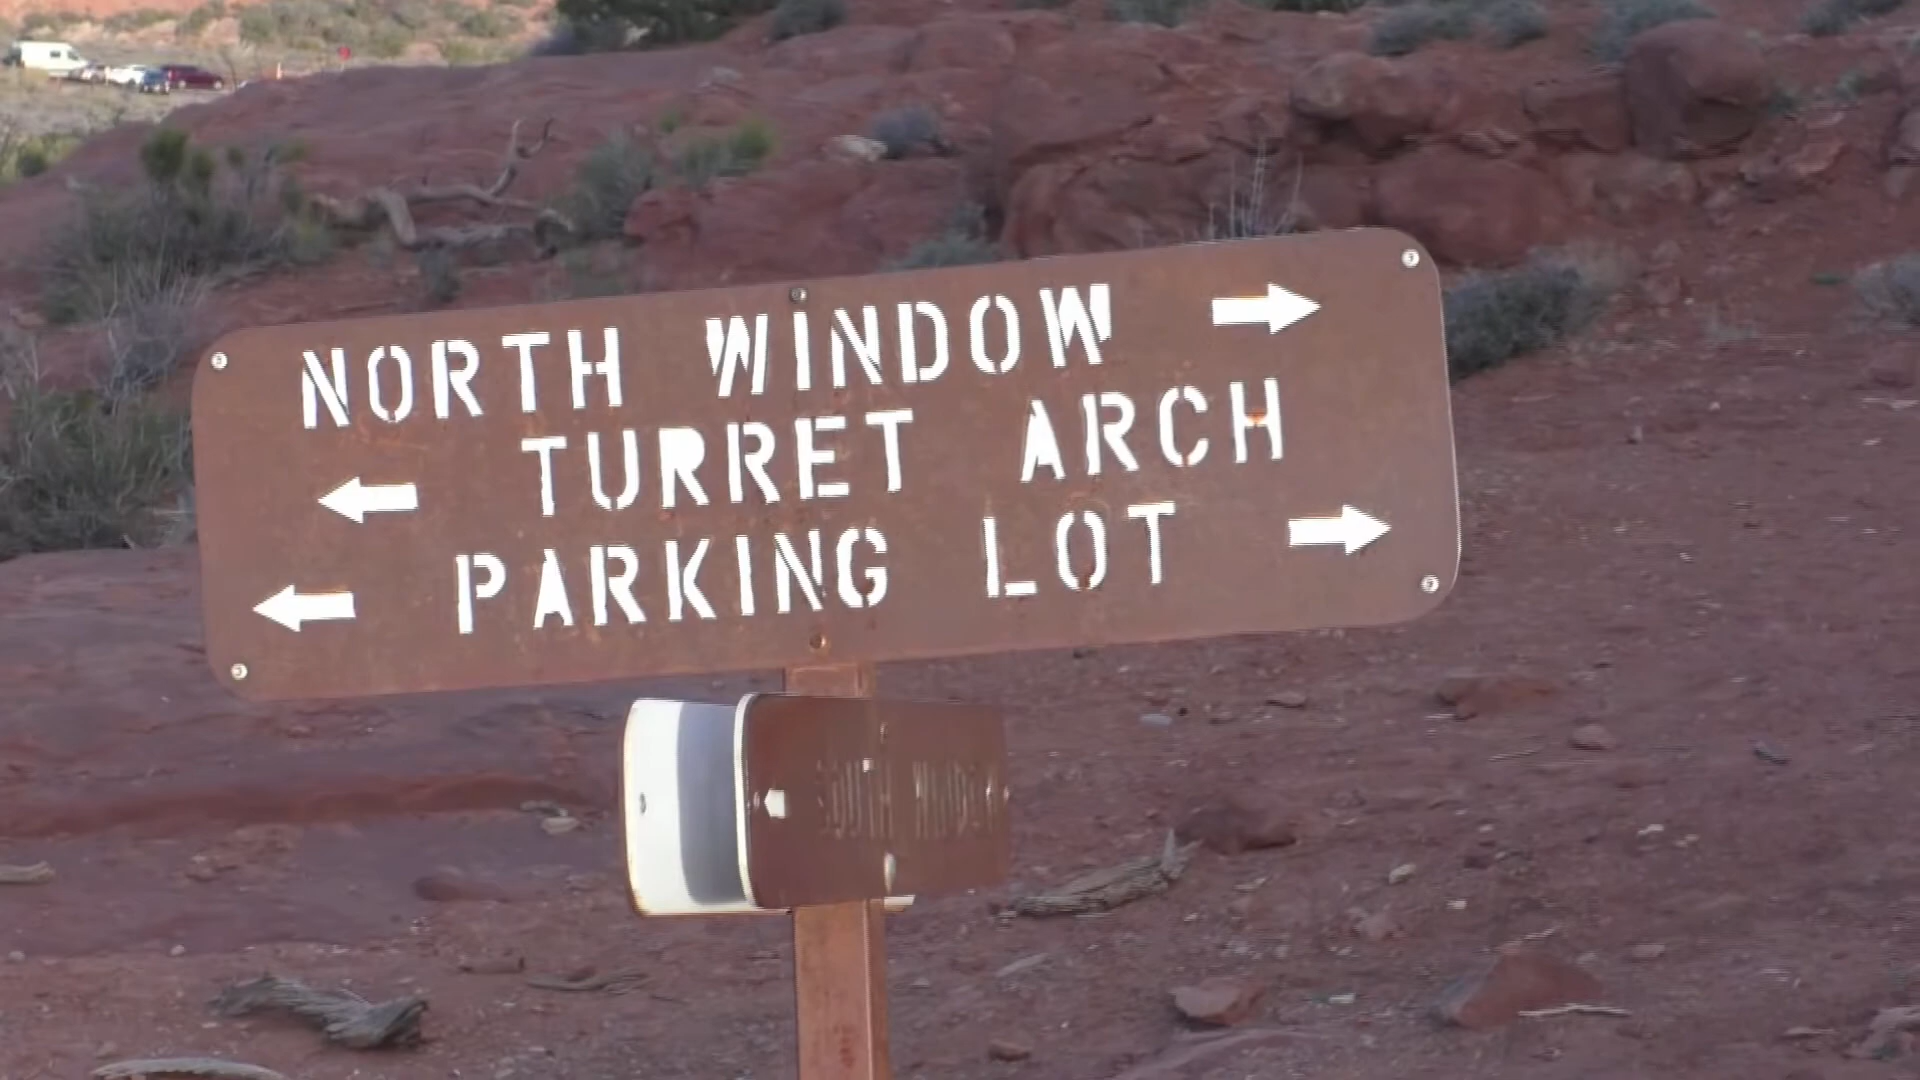 NORTH WINDOW →
← TURRET ARCH
← PARKING LOT →